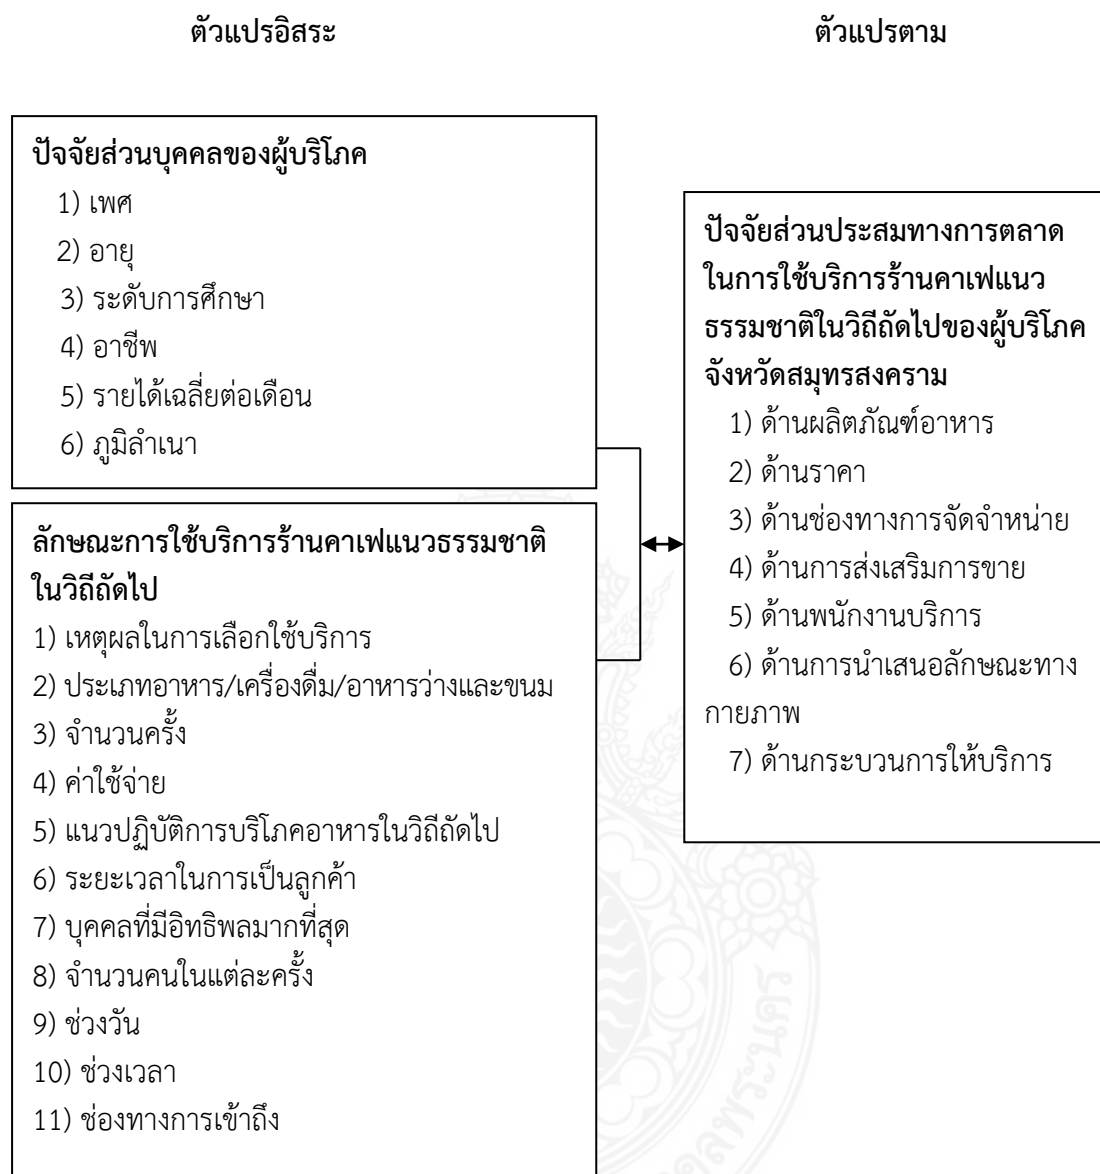 ตัวแปรอิสระ
ตัวแปรตาม
ปัจจัยส่วนบุคคลของผู้บริโภค
1) เพศ
2) อายุ
3) ระดับการศึกษา
4) อาชีพ
5) รายได้เฉลี่ยต่อเดือน
6) ภูมิลำเนา
ลักษณะการใช้บริการร้านคาเฟแนวธรรมชาติ
ในวิถีถัดไป
1) เหตุผลในการเลือกใช้บริการ
2) ประเภทอาหาร/เครื่องดื่ม/อาหารว่างและขนม
3) จำนวนครั้ง
4) ค่าใช้จ่าย
5) แนวปฏิบัติการบริโภคอาหารในวิถีถัดไป
6) ระยะเวลาในการเป็นลูกค้า
7) บุคคลที่มีอิทธิพลมากที่สุด
8) จำนวนคนในแต่ละครั้ง
9) ช่วงวัน
10) ช่วงเวลา
11) ช่องทางการเข้าถึง
ปัจจัยส่วนประสมทางการตลาด
ในการใช้บริการร้านคาเฟแนว
ธรรมชาติในวิถีถัดไปของผู้บริโภค
จังหวัดสมุทรสงคราม
1) ด้านผลิตภัณฑ์อาหาร
2) ด้านราคา
3) ด้านช่องทางการจัดจำหน่าย
4) ด้านการส่งเสริมการขาย
5) ด้านพนักงานบริการ
6) ด้านการนำเสนอลักษณะทาง
กายภาพ
7) ด้านกระบวนการให้บริการ